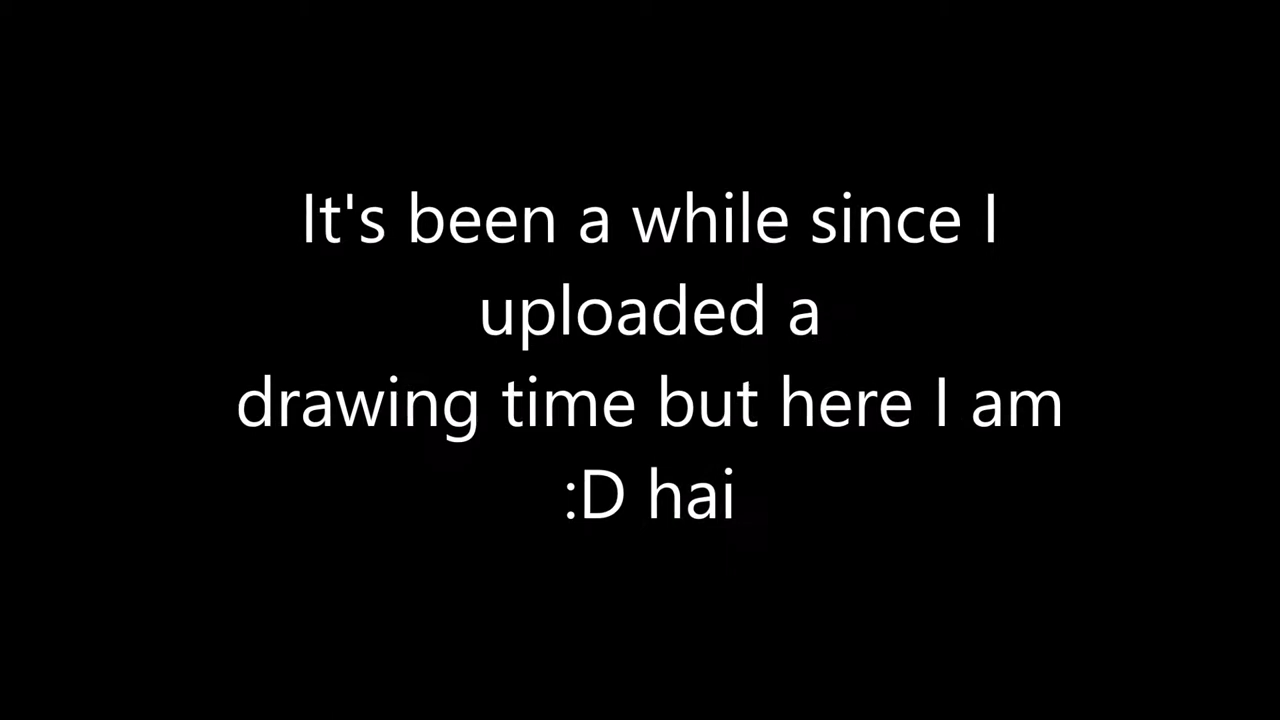 It's been a while since I
uploaded a
drawing time but here I am
:D hai